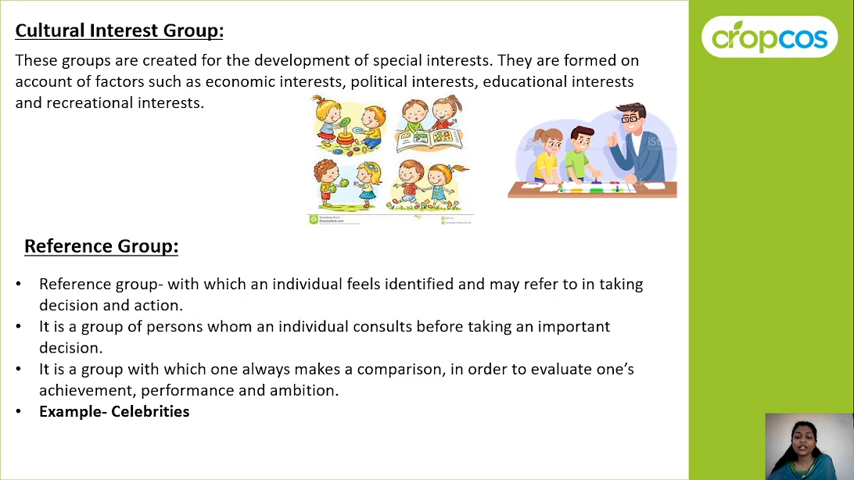 Cultural Interest Group:
These groups are created for the development of special interests. They are formed on
account of factors such as economic interests, political interests, educational interests
and recreational interests.
cropcos
Reference Group:
• Reference group- with which an individual feels identified and may refer to in taking
decision and action.
• It is a group of persons whom an individual consults before taking an important
decision.
• It is a group with which one always makes a comparison, in order to evaluate one's
achievement, performance and ambition.
• Example- Celebrities